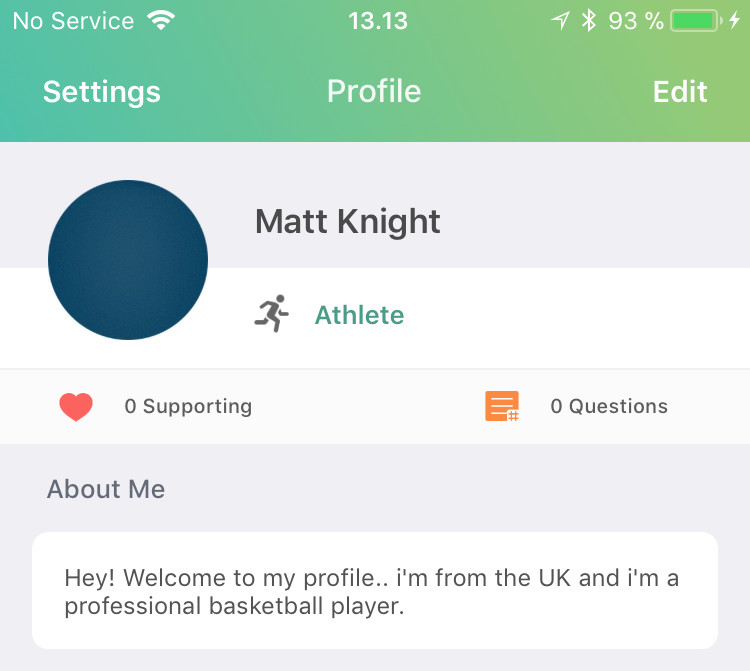 No Service 13.13 93 %
Settings Profile Edit
Matt Knight
Athlete
0 Supporting 0 Questions
About Me
Hey! Welcome to my profile.. i'm from the UK and i'm a
professional basketball player.